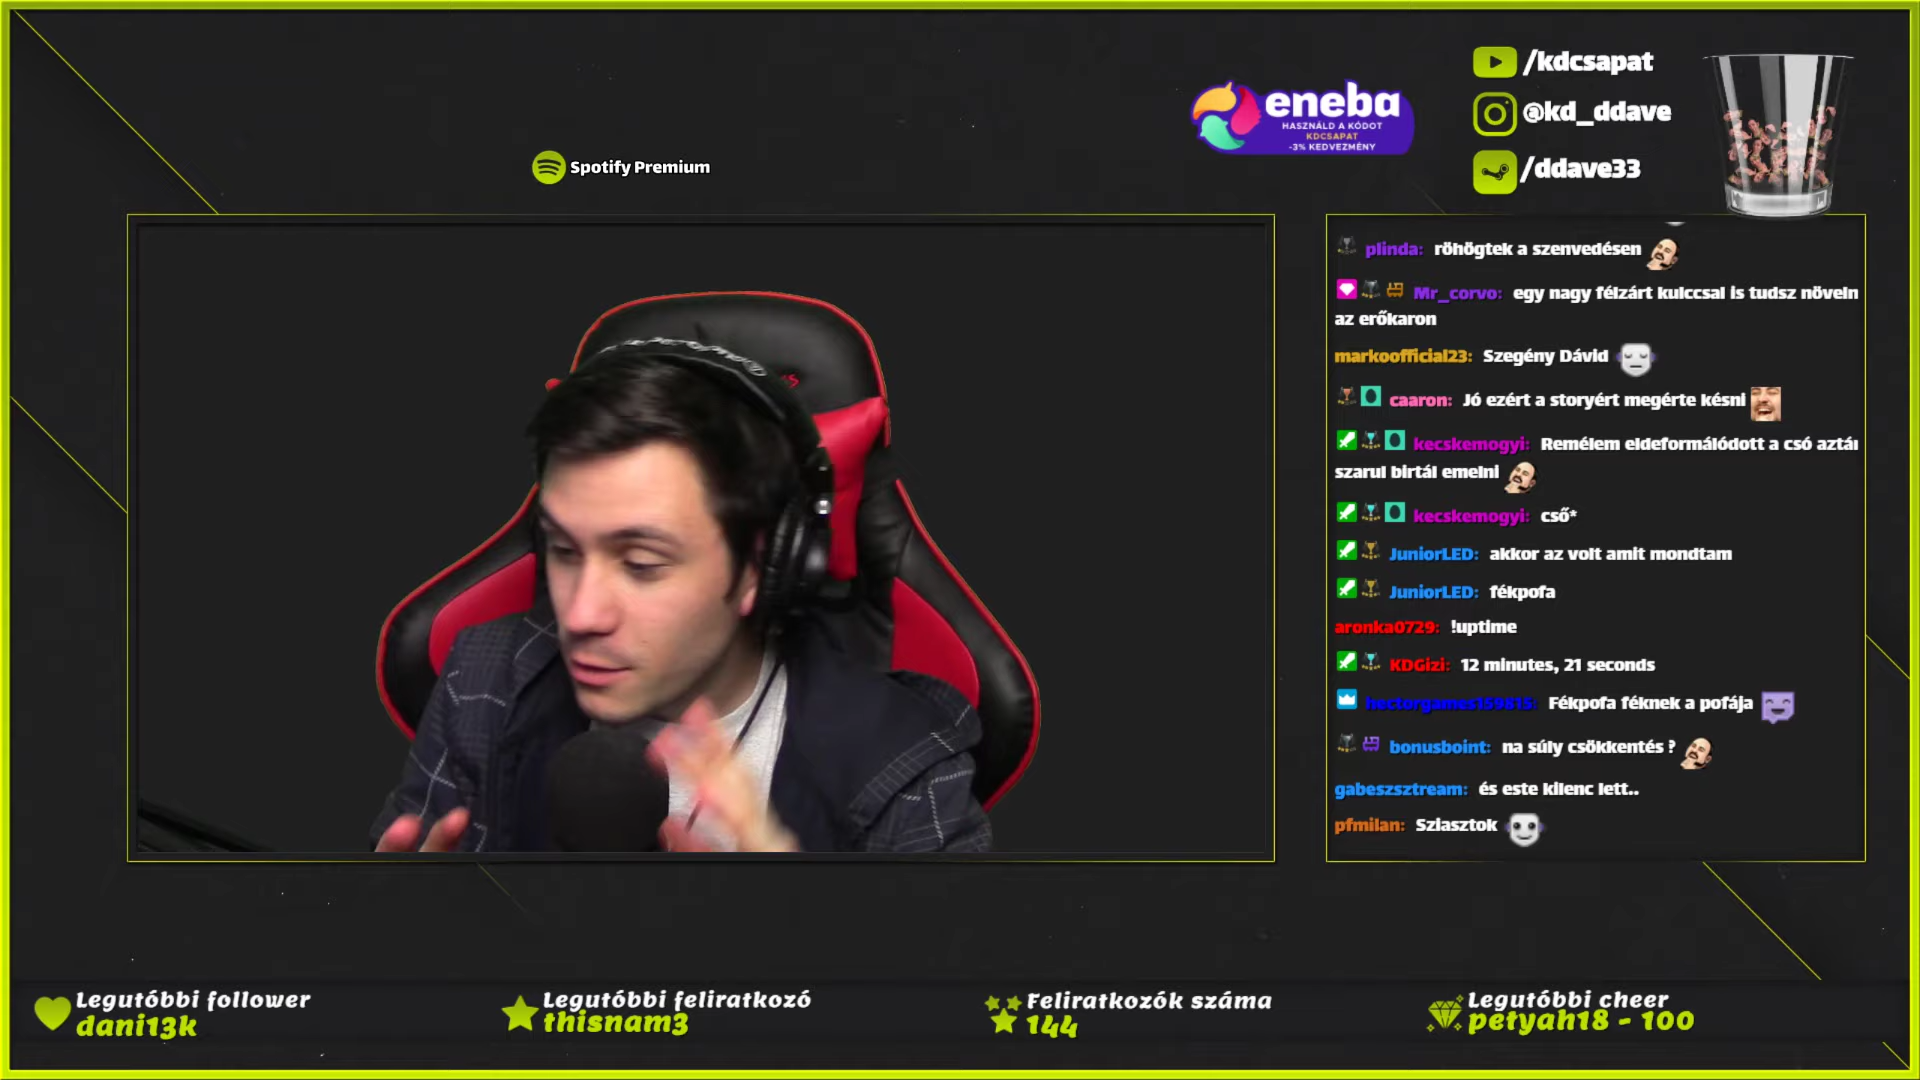 /kdcsapat
eneba
HASZNÁLD A KÓDOT
KDCSAPAT
-3% KEDVEZMÉNY
@kd_ddave
Spotify Premium
/ddave33
plinda: röhögtek a szenvedésen
Mr_corvo: egy nagy félzárt kulccsal is tudsz növeln
az erőkaron
markoofficial23: Szegény Dávid
caaron: Jó ezért a storyért megérte késni
kecskemogyi: Remélem eldeformálódott a csó aztán
szarul birtál emelni
kecskemogyi: cső*
JuniorLED: akkor az volt amit mondtam
JuniorLED: fékpofa
aronka0729: !uptime
KDGizi: 12 minutes, 21 seconds
hectorgames159815: Fékpofa féknek a pofája
bonusboint: na súly csökkentés ?
gabeszsztream: és este kilenc lett..
pfmilan: Sziasztok
Legutóbbi follower
dani13k
Legutóbbi feliratkozó
thisnam3
Feliratkozók száma
144
Legutóbbi cheer
petyah18 - 100